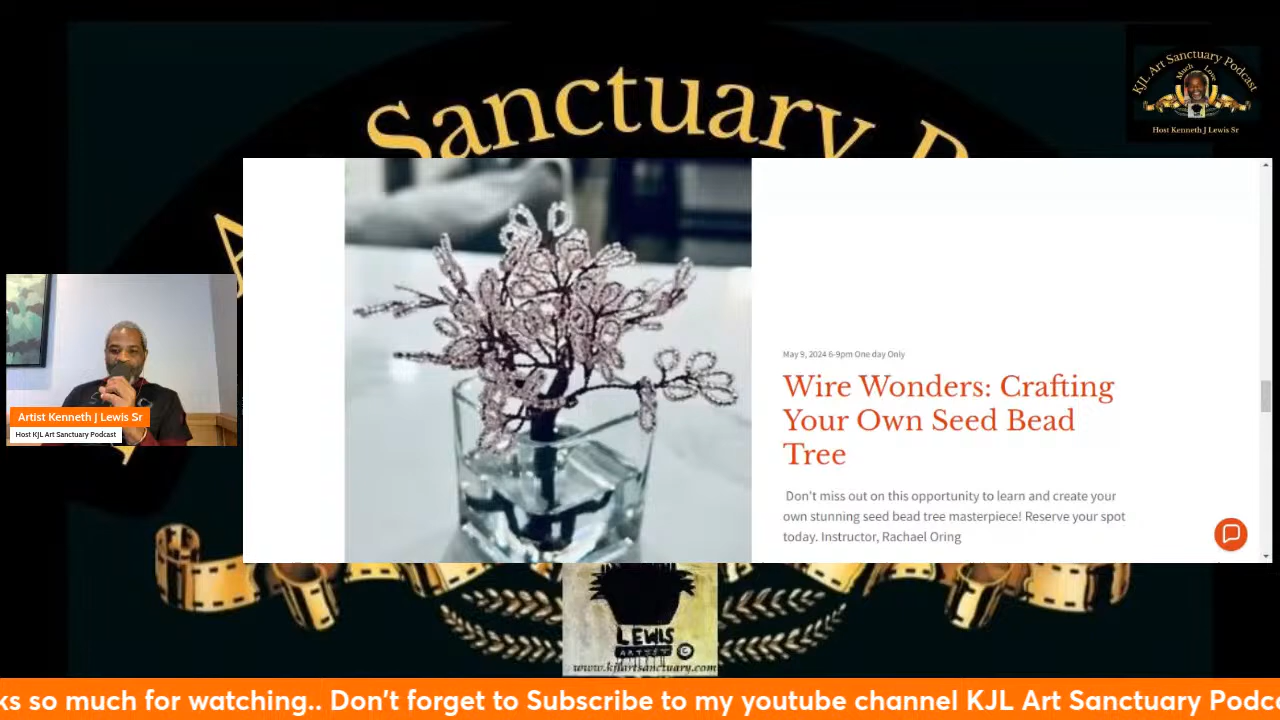 Sanctuary P
KJL Art Sanctuary Podcast
Much Love
Host Kenneth J Lewis Sr
May 9, 2024 6-9pm One day Only
Wire Wonders: Crafting
Your Own Seed Bead
Tree
Don't miss out on this opportunity to learn and create your
own stunning seed bead tree masterpiece! Reserve your spot
today. Instructor, Rachael Oring
Artist Kenneth J Lewis Sr
Host KJL Art Sanctuary Podcast
LEWIS
ARTIST
www.kjlartsanctuary.com
ks so much for watching.. Don't forget to Subscribe to my youtube channel KJL Art Sanctuary Podc